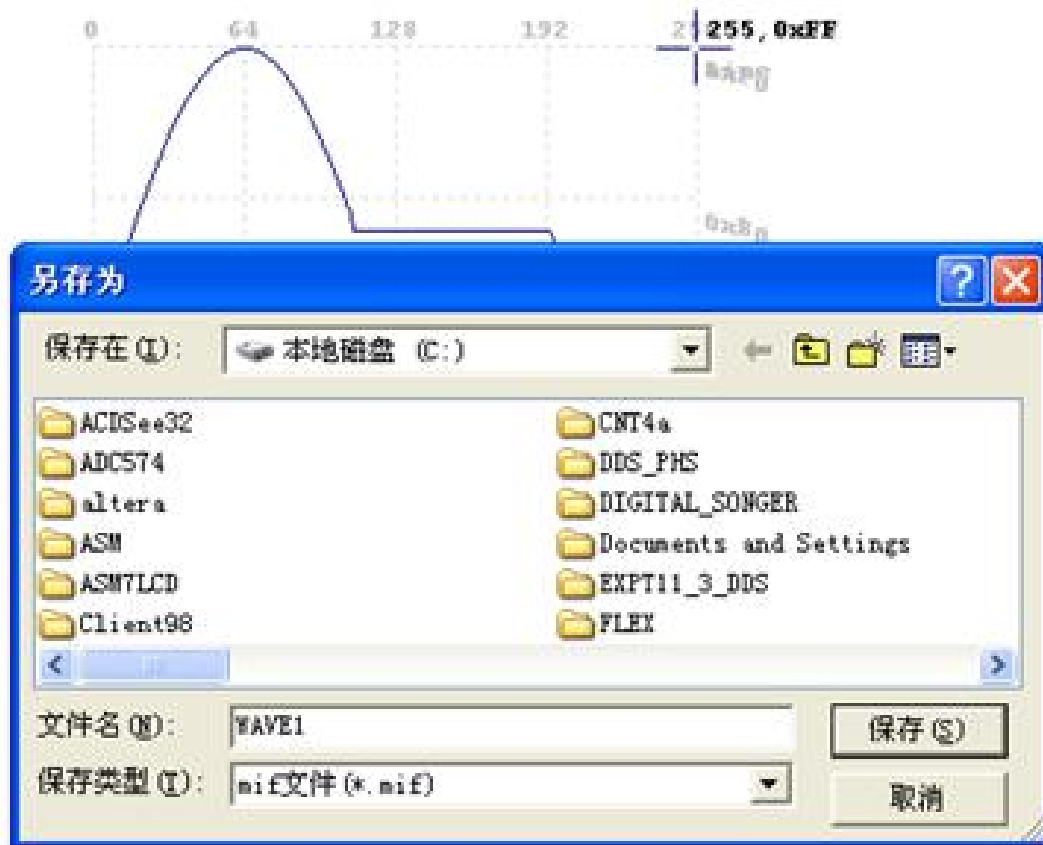 0 64 128 192 255, 0xFF
另存为
保存在(I): 本地磁盘 (C:)
ACDSee32
ADC574
altera
ASM
ASM7LCD
Client98
CNT4a
DDS_PHS
DIGITAL_SONGER
Documents and Settings
EXPT11_3_DDS
FLEX
文件名(N): WAVE1
保存(S)
保存类型(T): mif文件(*.mif)
取消